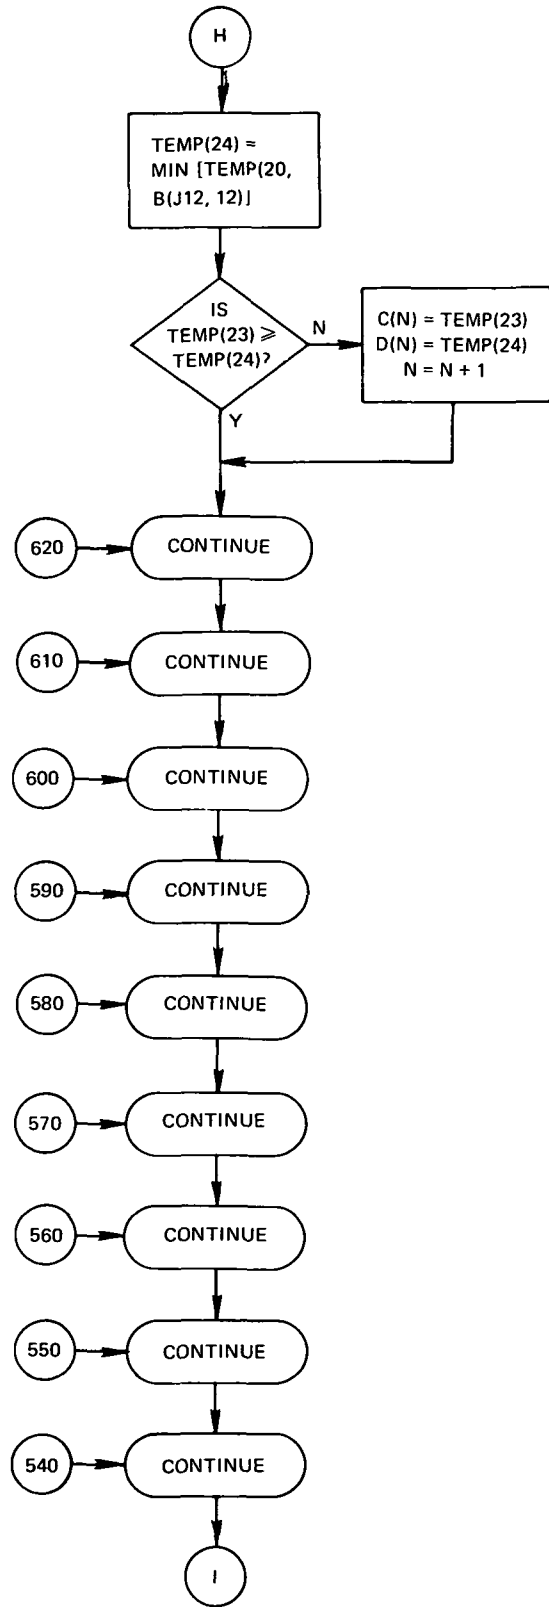 H
TEMP(24) =
MIN [TEMP(20,
B(J12, 12)]
IS
TEMP(23) ⩾
TEMP(24)?
N
C(N) = TEMP(23)
D(N) = TEMP(24)
N = N + 1
Y
620
CONTINUE
610
CONTINUE
600
CONTINUE
590
CONTINUE
580
CONTINUE
570
CONTINUE
560
CONTINUE
550
CONTINUE
540
CONTINUE
I